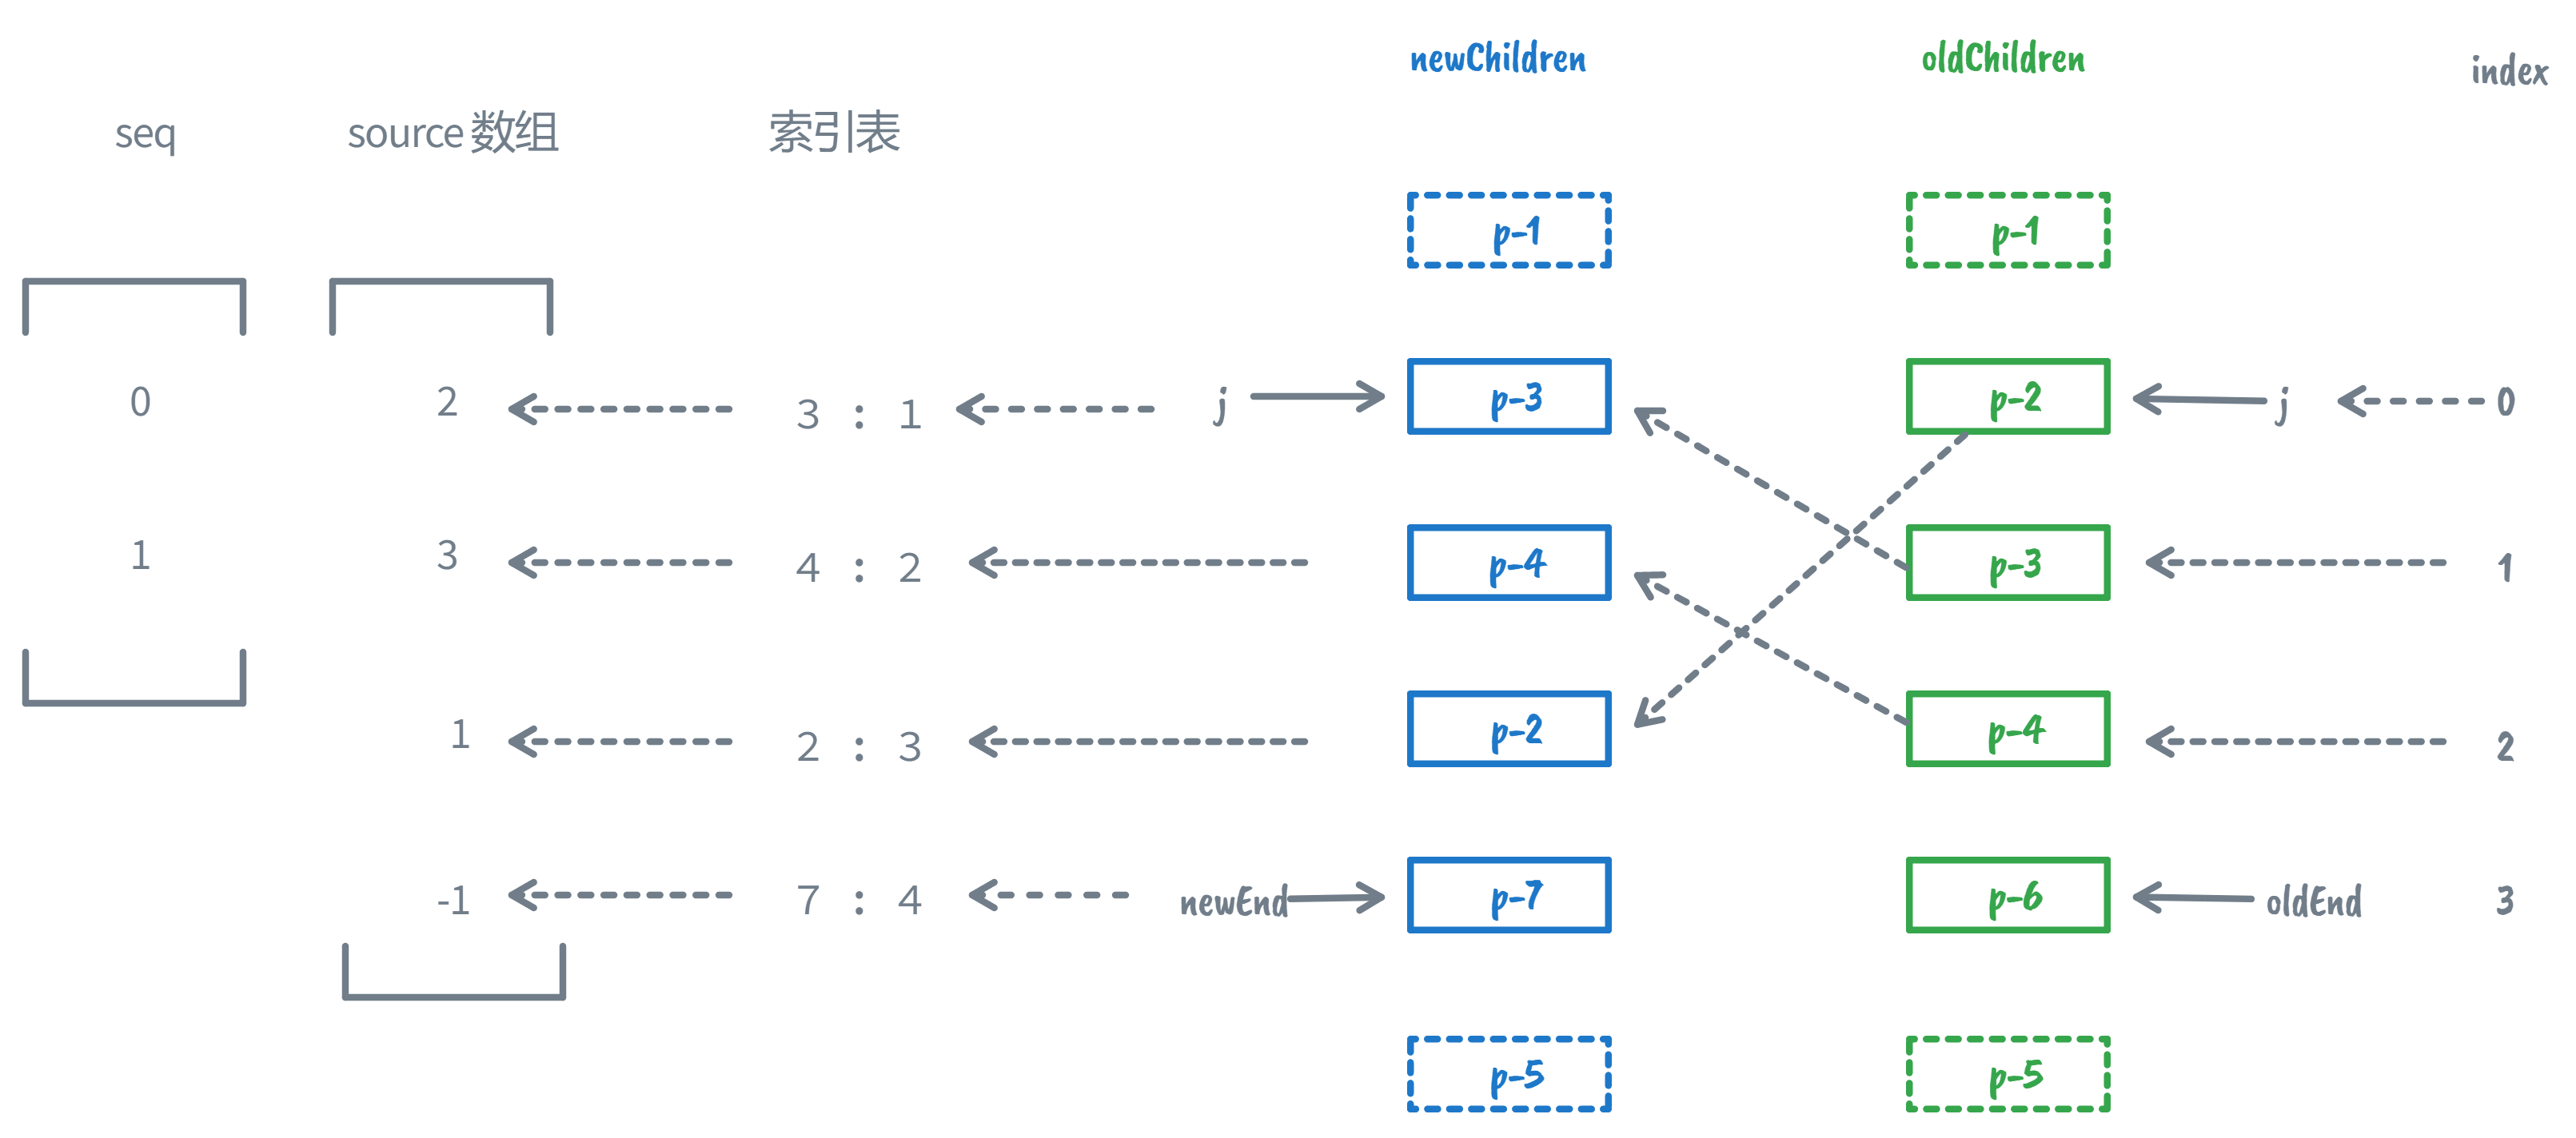 newChildren oldChildren index
seq source 数组 索引表
p-1 p-1
0 2 3 : 1 j p-3 p-2 j 0
1 3 4 : 2 p-4 p-3 1
1 2 : 3 p-2 p-4 2
-1 7 : 4 newEnd p-7 p-6 oldEnd 3
p-5 p-5